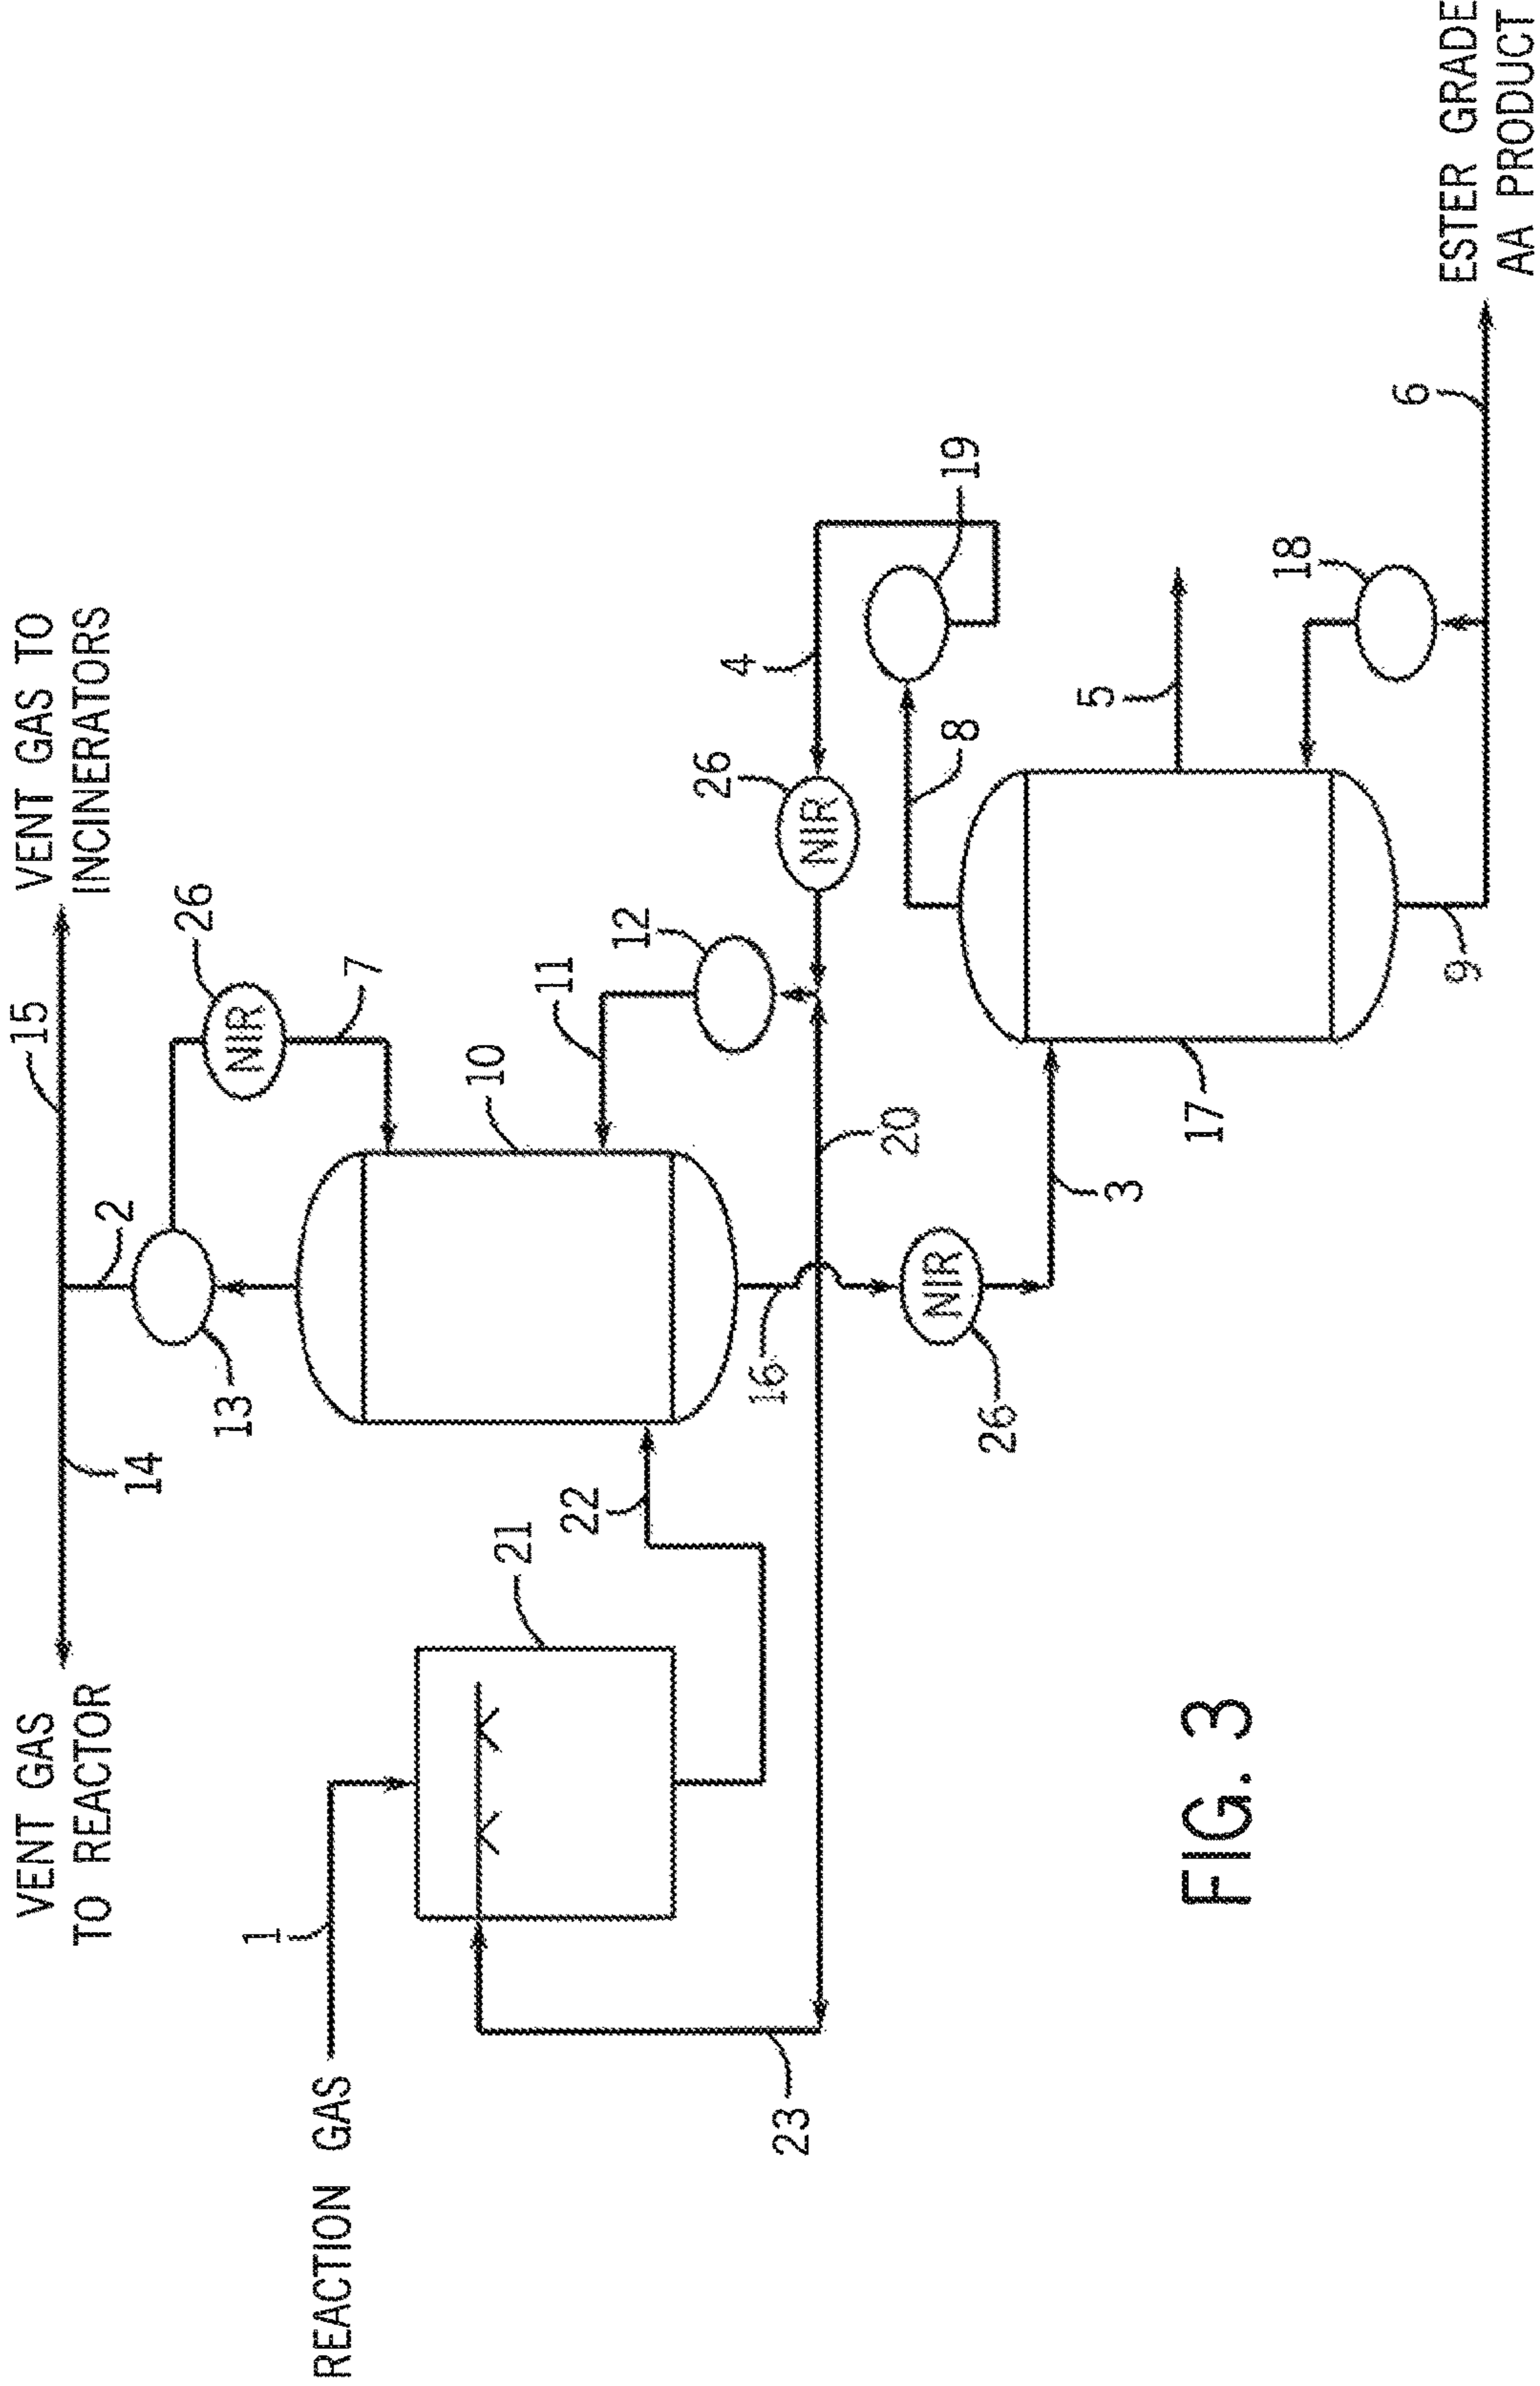 VENT GAS
TO REACTOR
VENT GAS TO
INCINERATORS
14
15
2
13
26
NIR
7
REACTION GAS
1
21
22
10
11
12
23
16
20
26
NIR
4
19
26
NIR
3
8
17
5
18
9
6
ESTER GRADE
AA PRODUCT
FIG. 3